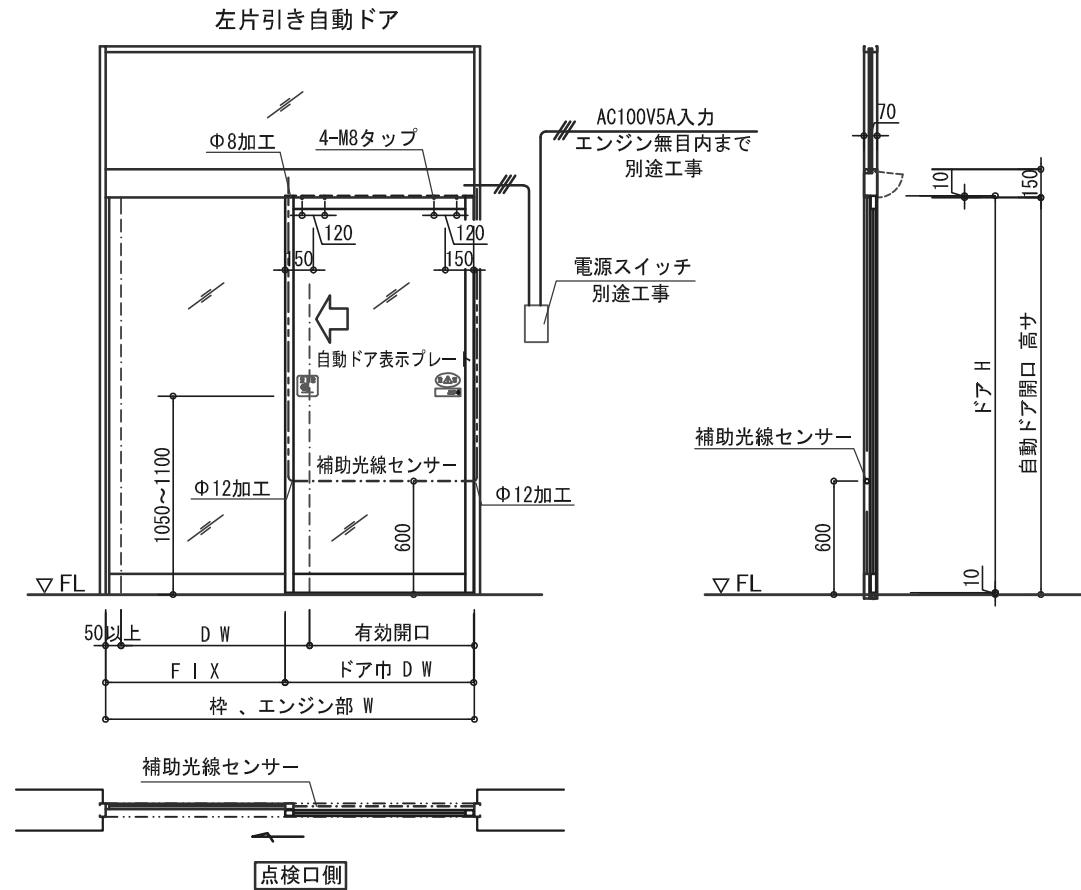 左片引き自動ドア
Φ8加工
4-M8タップ
AC100V5A入力
エンジン無目内まで
別途工事
70
10
150
120
120
150
150
電源スイッチ
別途工事
自動ドア表示プレート
ドア H
自動ドア開口 高サ
1050～1100
補助光線センサー
補助光線センサー
Φ12加工
Φ12加工
600
600
10
▽ FL
▽ FL
50以上
D W
有効開口
F I X
ドア巾 D W
枠 、エンジン部 W
補助光線センサー
点検口側